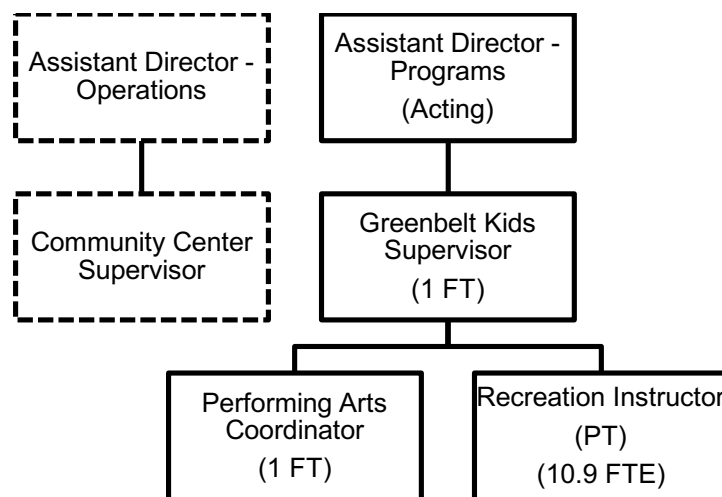 Assistant Director -
Operations
Assistant Director -
Programs
(Acting)
Community Center
Supervisor
Greenbelt Kids
Supervisor
(1 FT)
Performing Arts
Coordinator
(1 FT)
Recreation Instructor
(PT)
(10.9 FTE)